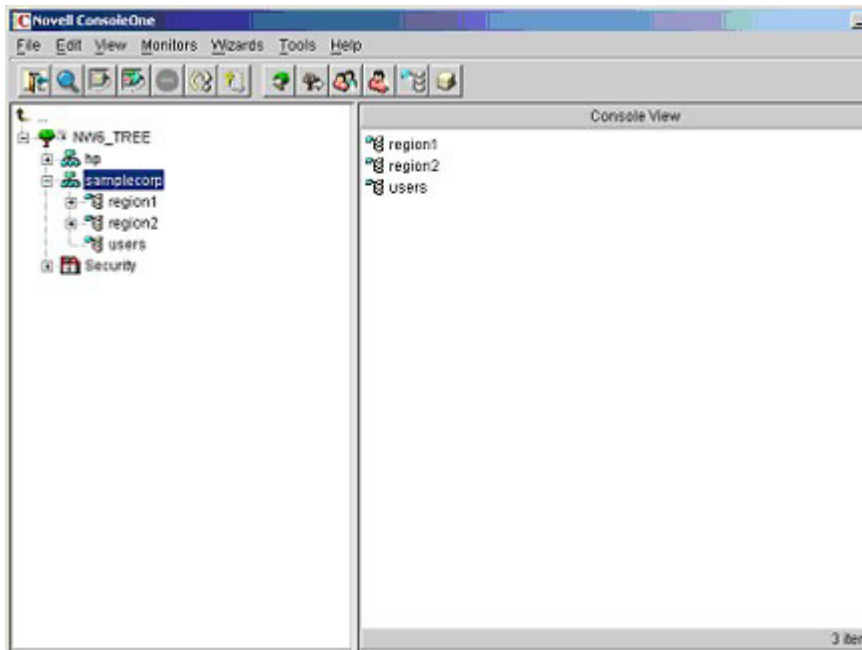 Novell ConsoleOne
File Edit View Monitors Wizards Tools Help
..
NW6_TREE
hp
samplecorp
region1
region2
users
Security
Console View
region1
region2
users
3 iter